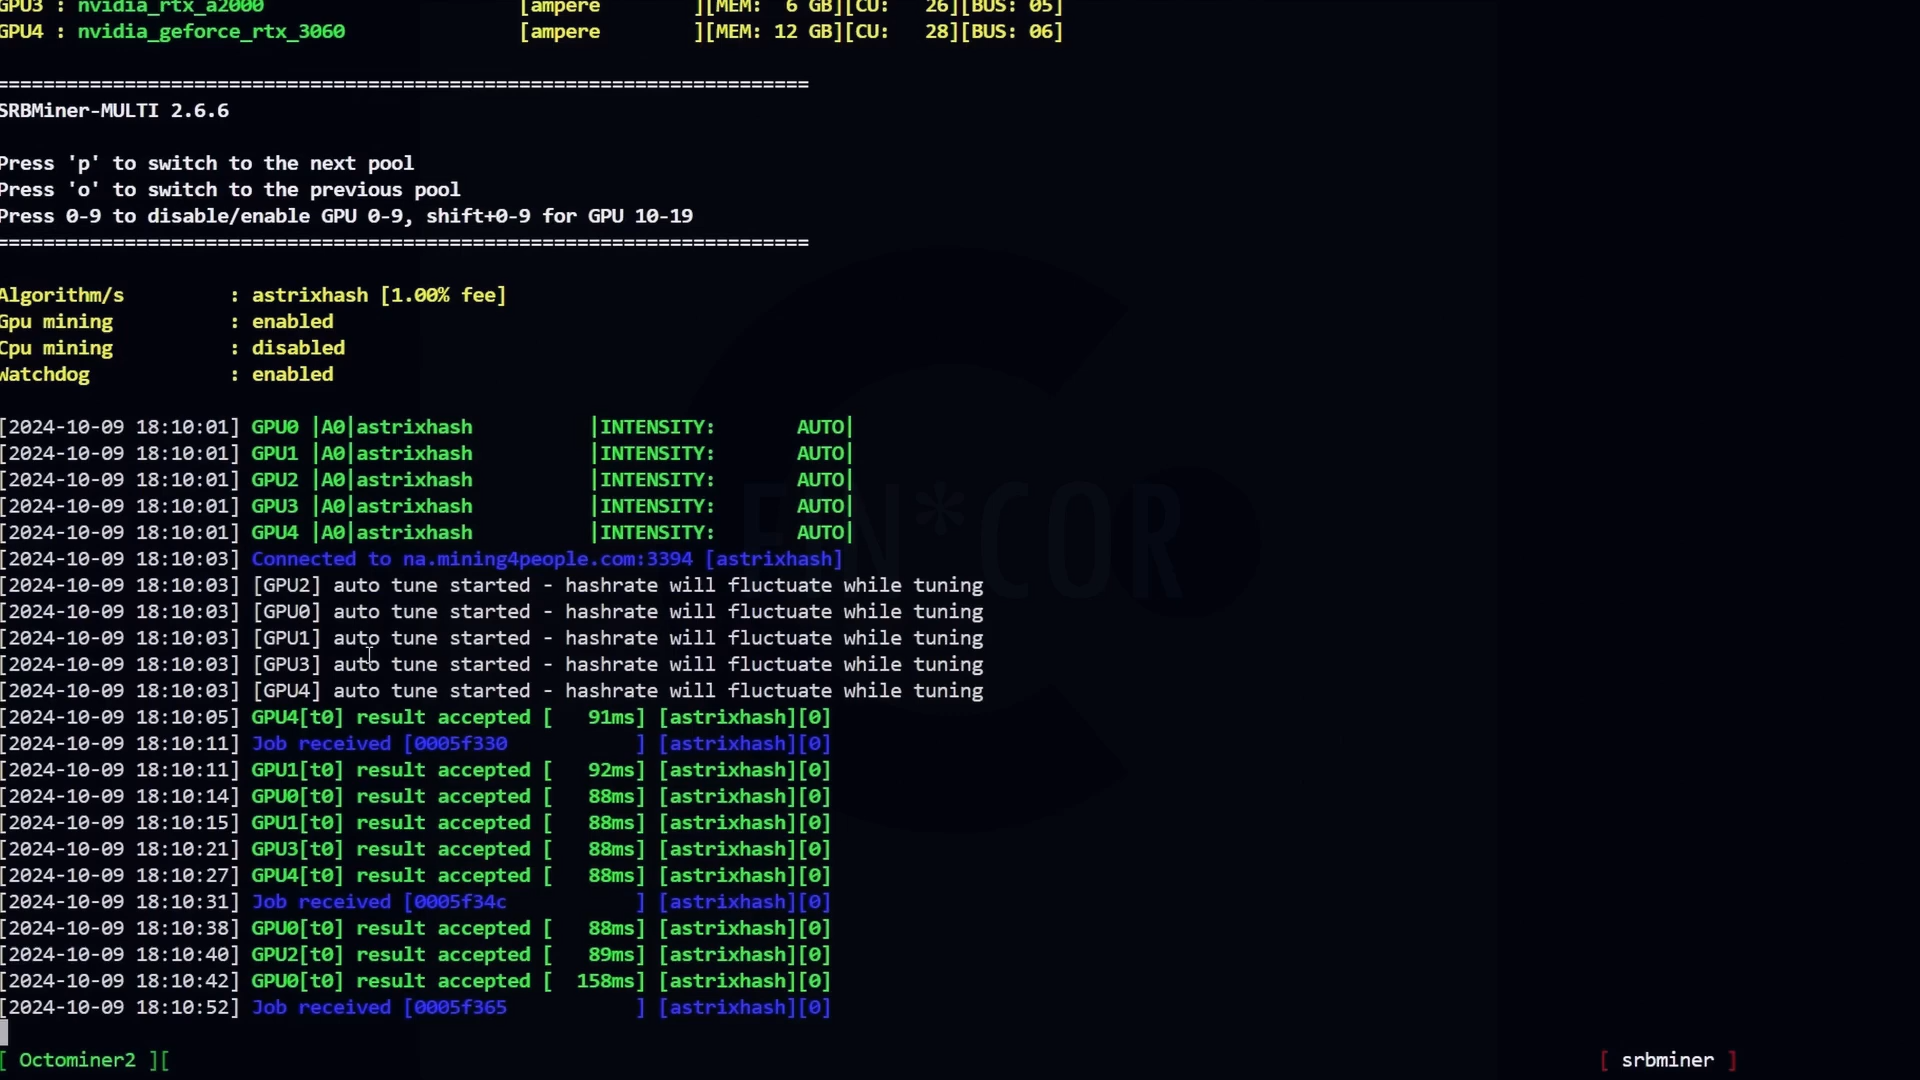 GPU3 : nvidia_rtx_a2000 [ampere ][MEM: 6 GB][CU: 26][BUS: 05]
GPU4 : nvidia_geforce_rtx_3060 [ampere ][MEM: 12 GB][CU: 28][BUS: 06]
======================================================================
SRBMiner-MULTI 2.6.6
Press 'p' to switch to the next pool
Press 'o' to switch to the previous pool
Press 0-9 to disable/enable GPU 0-9, shift+0-9 for GPU 10-19
======================================================================
Algorithm/s : astrixhash [1.00% fee]
Gpu mining : enabled
Cpu mining : disabled
Watchdog : enabled
[2024-10-09 18:10:01] GPU0 |A0|astrixhash |INTENSITY: AUTO|
[2024-10-09 18:10:01] GPU1 |A0|astrixhash |INTENSITY: AUTO|
[2024-10-09 18:10:01] GPU2 |A0|astrixhash |INTENSITY: AUTO|
[2024-10-09 18:10:01] GPU3 |A0|astrixhash |INTENSITY: AUTO|
[2024-10-09 18:10:01] GPU4 |A0|astrixhash |INTENSITY: AUTO|
[2024-10-09 18:10:03] Connected to na.mining4people.com:3394 [astrixhash]
[2024-10-09 18:10:03] [GPU2] auto tune started - hashrate will fluctuate while tuning
[2024-10-09 18:10:03] [GPU0] auto tune started - hashrate will fluctuate while tuning
[2024-10-09 18:10:03] [GPU1] auto tune started - hashrate will fluctuate while tuning
[2024-10-09 18:10:03] [GPU3] auto tune started - hashrate will fluctuate while tuning
[2024-10-09 18:10:03] [GPU4] auto tune started - hashrate will fluctuate while tuning
[2024-10-09 18:10:05] GPU4[t0] result accepted [ 91ms] [astrixhash][0]
[2024-10-09 18:10:11] Job received [0005f330 ] [astrixhash][0]
[2024-10-09 18:10:11] GPU1[t0] result accepted [ 92ms] [astrixhash][0]
[2024-10-09 18:10:14] GPU0[t0] result accepted [ 88ms] [astrixhash][0]
[2024-10-09 18:10:15] GPU1[t0] result accepted [ 88ms] [astrixhash][0]
[2024-10-09 18:10:21] GPU3[t0] result accepted [ 88ms] [astrixhash][0]
[2024-10-09 18:10:27] GPU4[t0] result accepted [ 88ms] [astrixhash][0]
[2024-10-09 18:10:31] Job received [0005f34c ] [astrixhash][0]
[2024-10-09 18:10:38] GPU0[t0] result accepted [ 88ms] [astrixhash][0]
[2024-10-09 18:10:40] GPU2[t0] result accepted [ 89ms] [astrixhash][0]
[2024-10-09 18:10:42] GPU0[t0] result accepted [ 158ms] [astrixhash][0]
[2024-10-09 18:10:52] Job received [0005f365 ] [astrixhash][0]
[ Octominer2 ][ [ srbminer ]